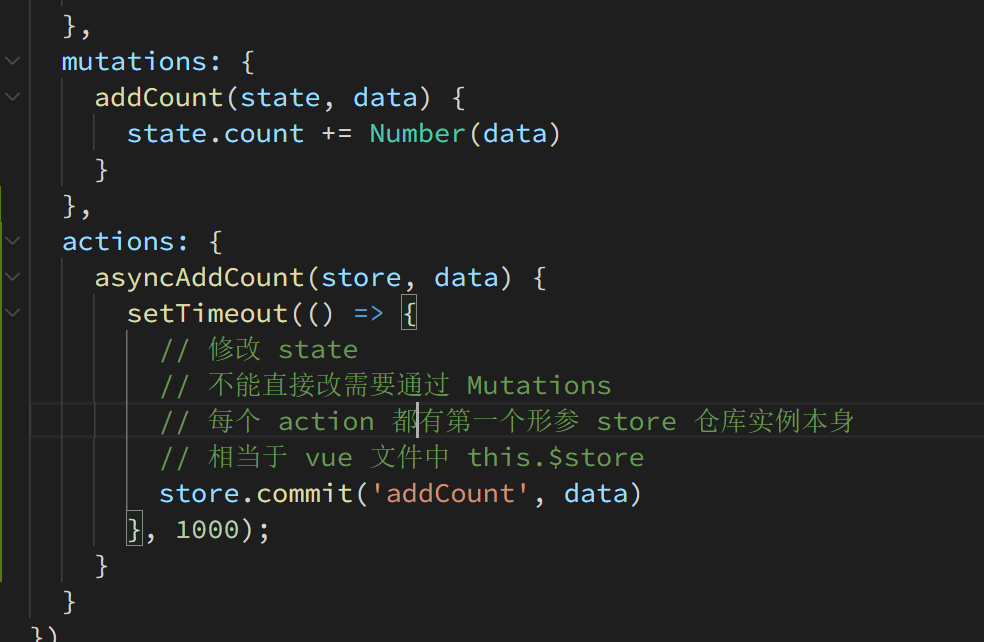 },
mutations: {
addCount(state, data) {
state.count += Number(data)
}
},
actions: {
asyncAddCount(store, data) {
setTimeout(() => {
// 修改 state
// 不能直接改需要通过 Mutations
// 每个 action 都有第一个形参 store 仓库实例本身
// 相当于 vue 文件中 this.$store
store.commit('addCount', data)
}, 1000);
}
}
})